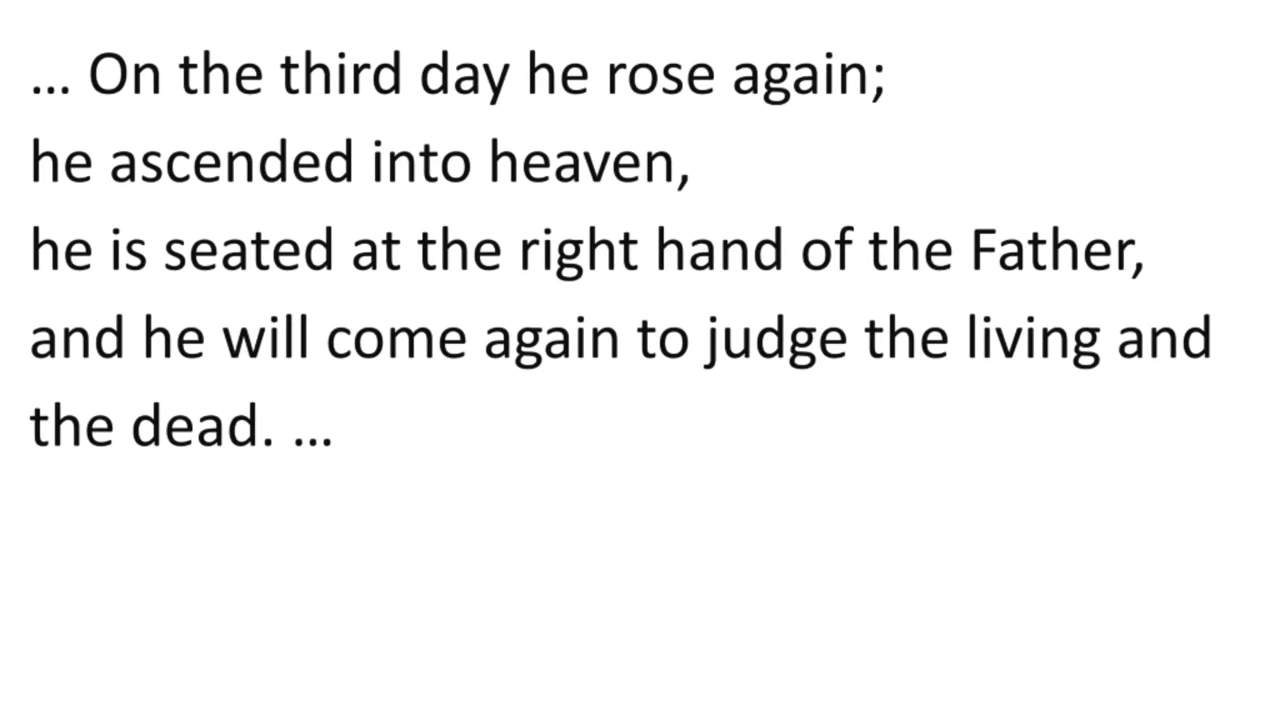 ... On the third day he rose again;
he ascended into heaven,
he is seated at the right hand of the Father,
and he will come again to judge the living and
the dead. ...